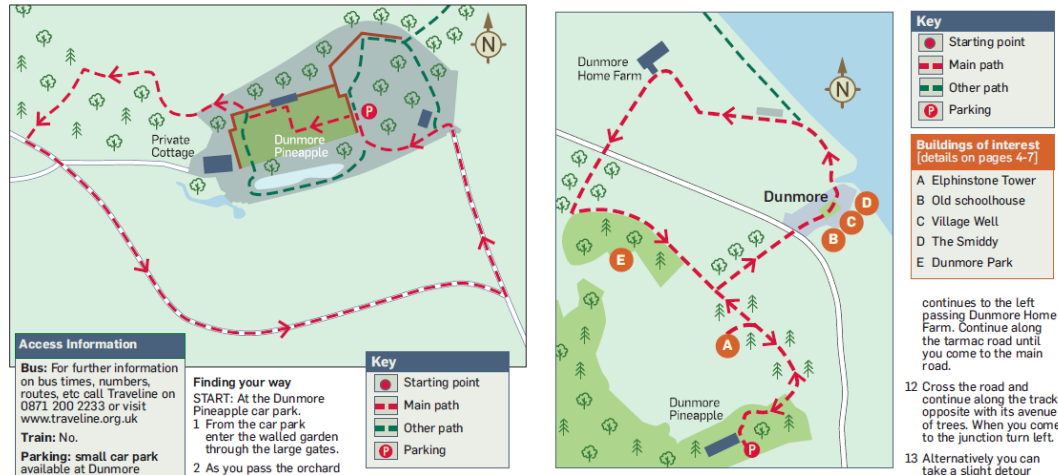 N
P
Private
Cottage
Dunmore
Pineapple
Access Information
Bus: For further information
on bus times, numbers,
routes, etc call Traveline on
0871 200 2233 or visit
www.traveline.org.uk
Train: No.
Parking: small car park
available at Dunmore
Finding your way
START: At the Dunmore
Pineapple car park.
1 From the car park
enter the walled garden
through the large gates.
2 As you pass the orchard
Key
Starting point
Main path
Other path
P Parking
Dunmore
Home Farm
N
Dunmore
D
C
B
E
A
Dunmore
Pineapple
P
Key
Starting point
Main path
Other path
P Parking
Buildings of interest
[details on pages 4-7]
A Elphinstone Tower
B Old schoolhouse
C Village Well
D The Smiddy
E Dunmore Park
continues to the left
passing Dunmore Home
Farm. Continue along
the tarmac road until
you come to the main
road.
12 Cross the road and
continue along the track
opposite with its avenue
of trees. When you come
to the junction turn left.
13 Alternatively you can
take a slight detour